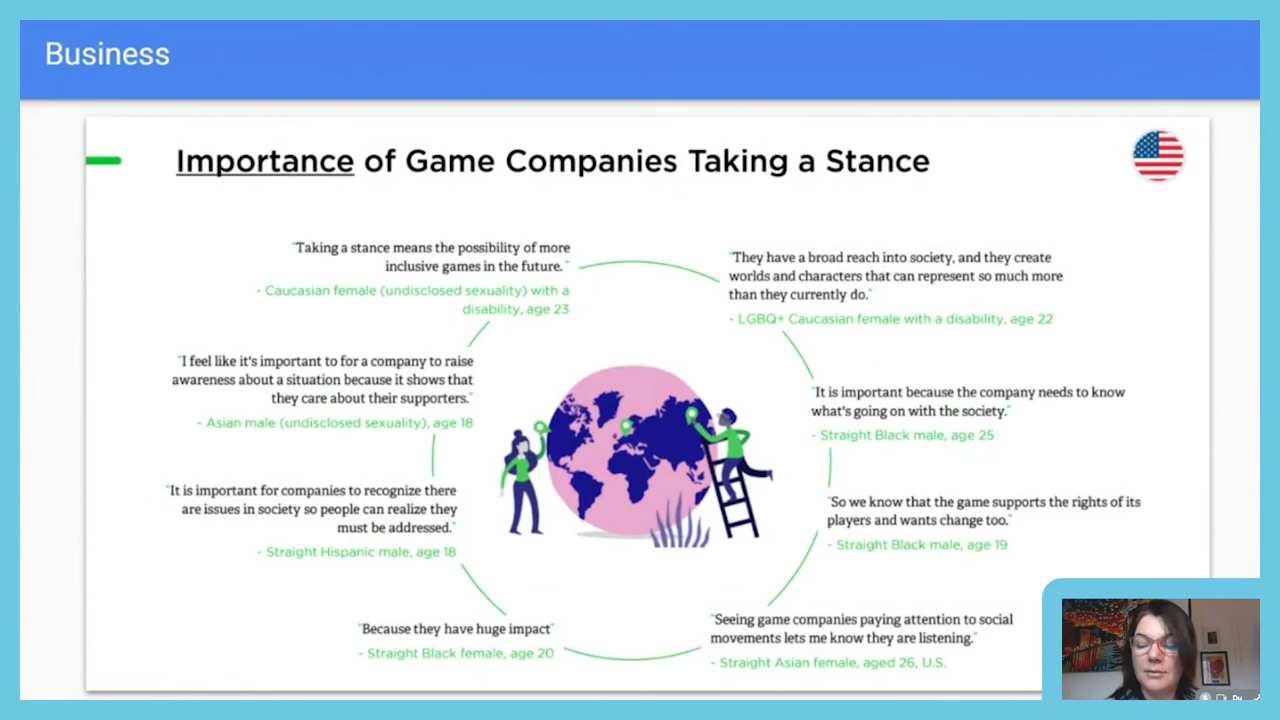 Business
Importance of Game Companies Taking a Stance
"Taking a stance means the possibility of more
inclusive games in the future. "
- Caucasian female (undisclosed sexuality) with a
disability, age 23
"They have a broad reach into society, and they create
worlds and characters that can represent so much more
than they currently do."
- LGBQ+ Caucasian female with a disability, age 22
"I feel like it's important to for a company to raise
awareness about a situation because it shows that
they care about their supporters."
- Asian male (undisclosed sexuality), age 18
"It is important because the company needs to know
what's going on with the society."
- Straight Black male, age 25
"It is important for companies to recognize there
are issues in society so people can realize they
must be addressed."
- Straight Hispanic male, age 18
"So we know that the game supports the rights of its
players and wants change too."
- Straight Black male, age 19
"Because they have huge impact"
- Straight Black female, age 20
"Seeing game companies paying attention to social
movements lets me know they are listening."
- Straight Asian female, aged 26, U.S.